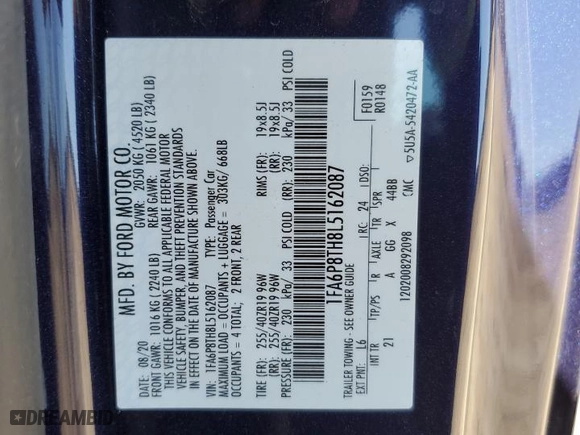 MFD. BY FORD MOTOR CO.
DATE: 08/20 GVWR: 2050 KG (4520 LB)
FRONT GAWR: 1016 KG (2240 LB) REAR GAWR: 1061 KG (2340 LB)
THIS VEHICLE CONFORMS TO ALL APPLICABLE FEDERAL MOTOR
VEHICLE SAFETY, BUMPER, AND THEFT PREVENTION STANDARDS
IN EFFECT ON THE DATE OF MANUFACTURE SHOWN ABOVE.
VIN: 1FA6P8TH8L5162087 TYPE: Passenger Car
MAXIMUM LOAD = OCCUPANTS + LUGGAGE = 303KG/ 668LB
OCCUPANTS = 4 TOTAL; 2 FRONT, 2 REAR
TIRE (FR): 255/40ZR19 96W RIMS (FR): 19x8.5J
(RR): 255/40ZR19 96W (RR): 19x8.5J
PRESSURE (FR): 230 kPa/ 33 PSI COLD (RR): 230 kPa/ 33 PSI COLD
1FA6P8TH8L5162087
F0159
R0148
TRAILER TOWING - SEE OWNER GUIDE
EXT PNT: L6 RC: 24 DSO:
INT TR TP/PS R AXLE TR SPR
21 A GG X 44BB
1202008292098 CMC ▽5U5A-5420472-AA
DREAMBID